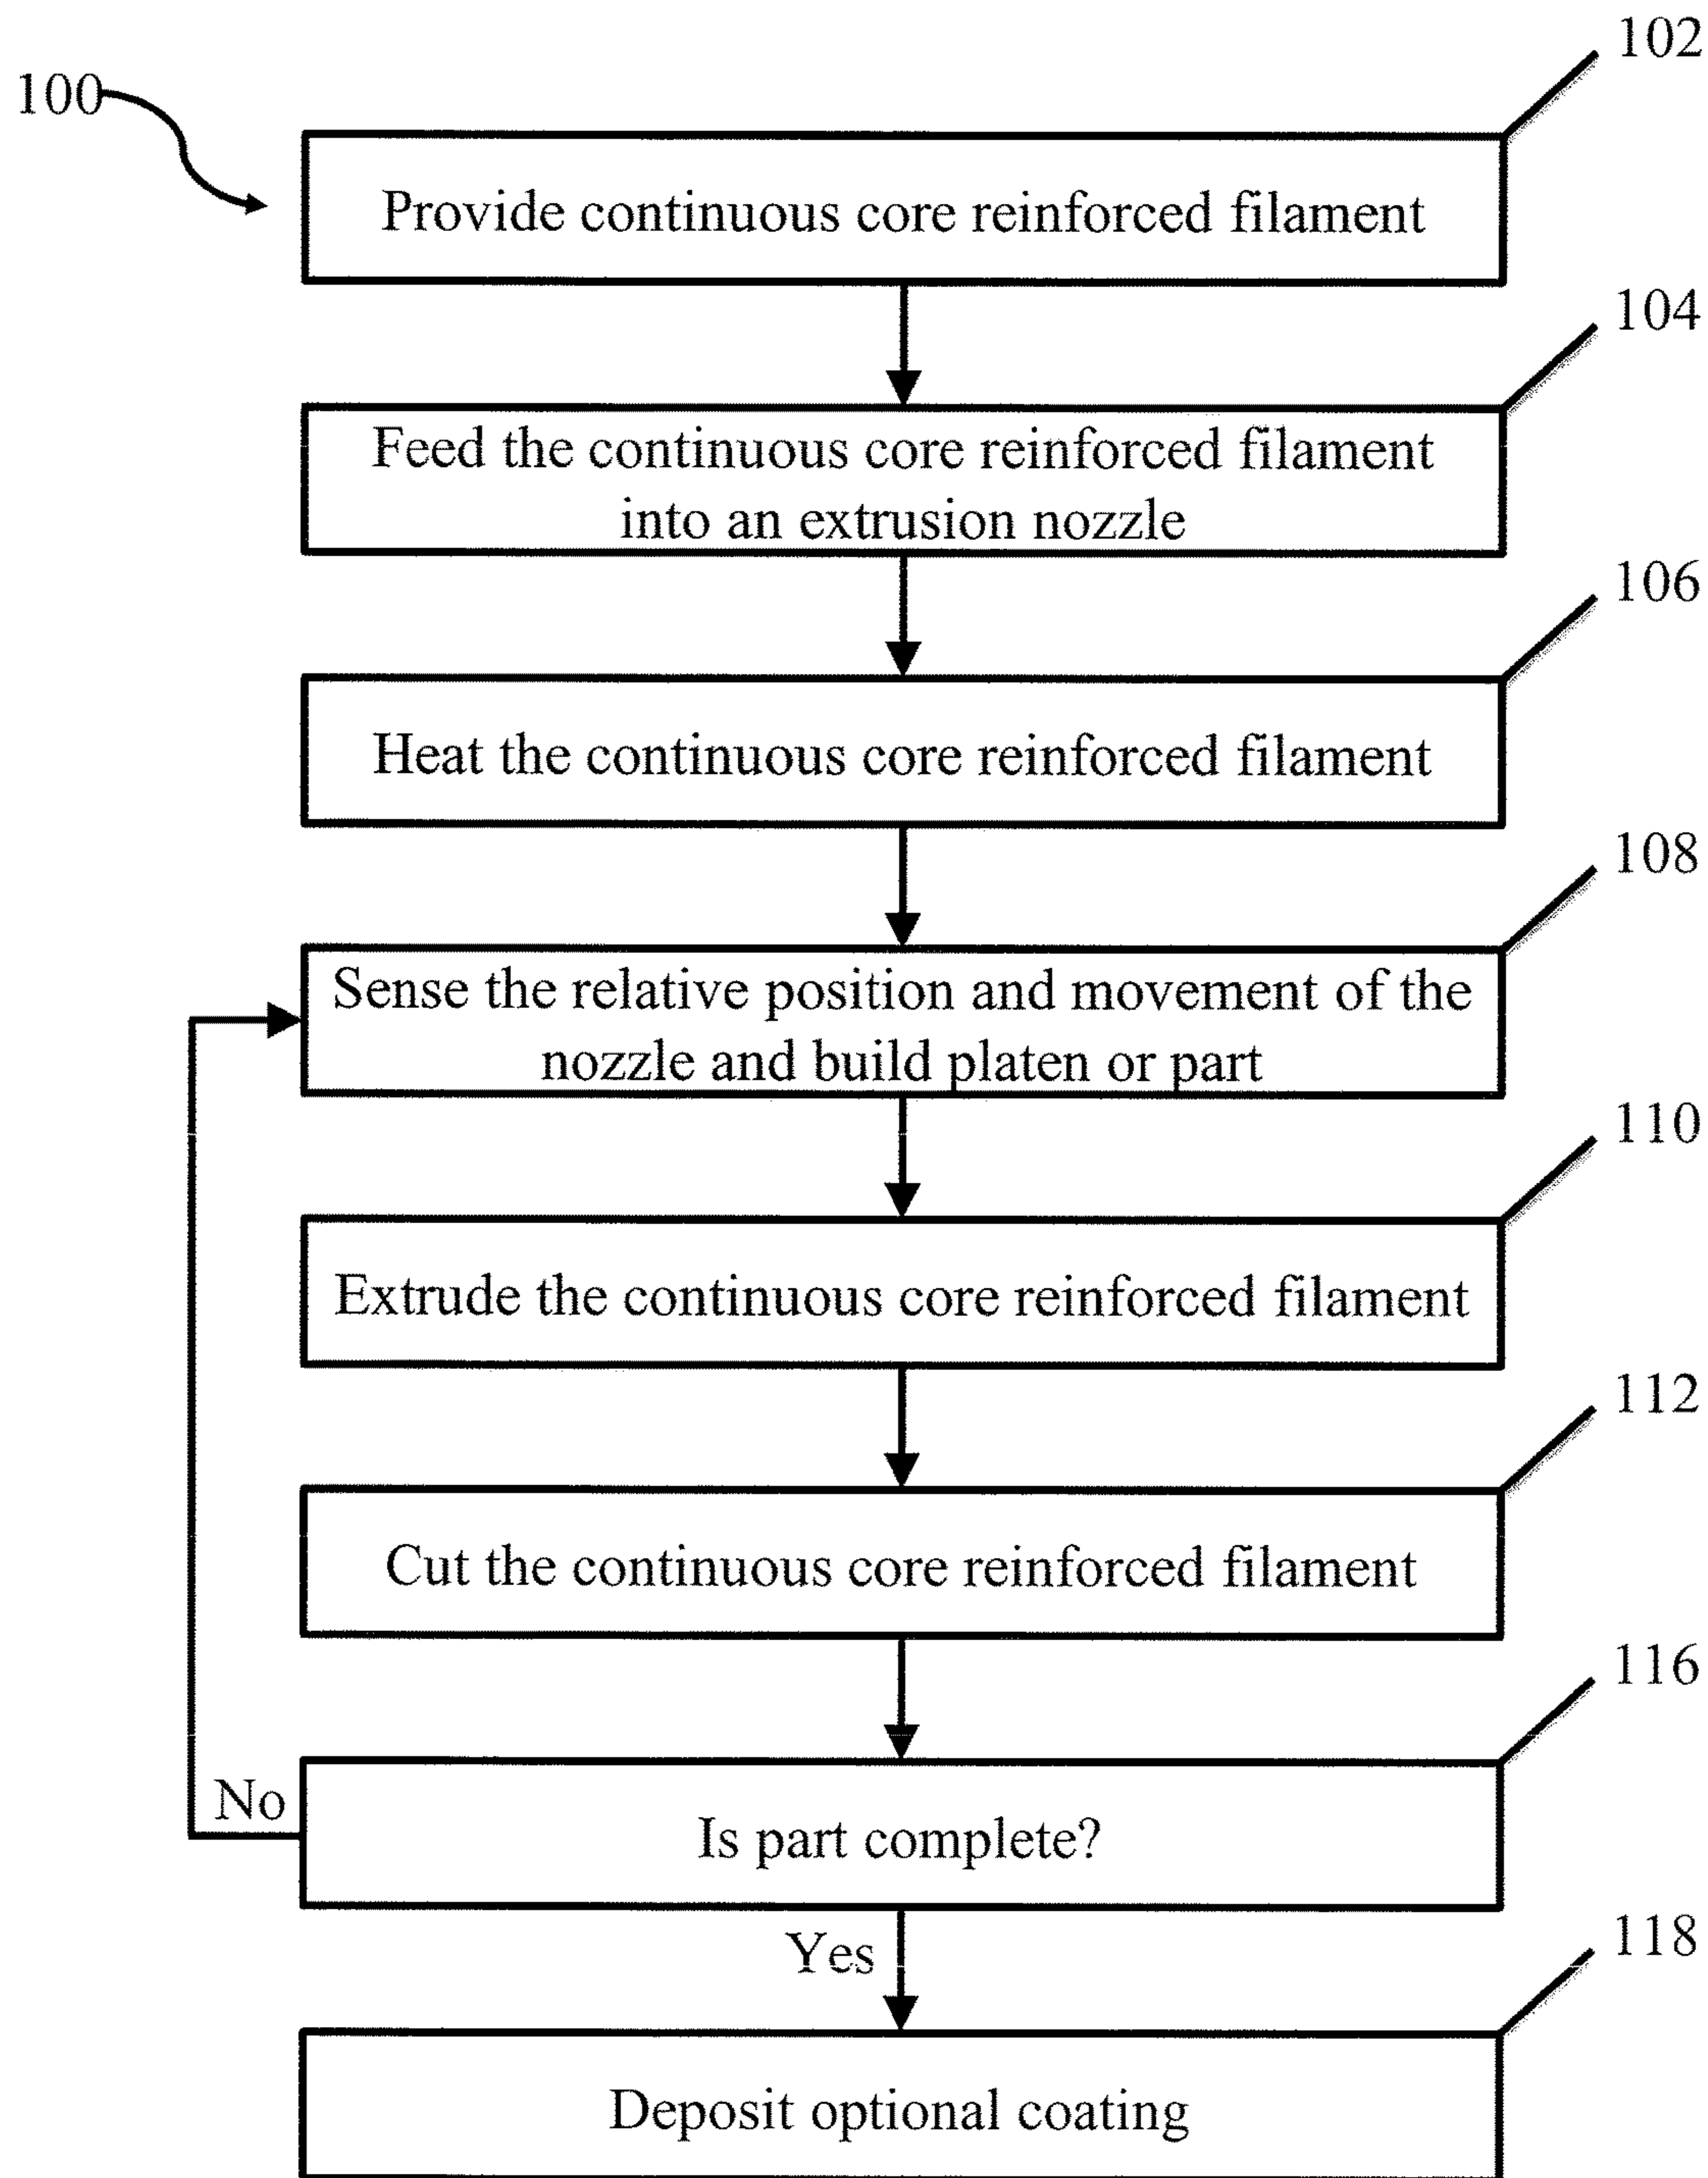 102
100
Provide continuous core reinforced filament
104
Feed the continuous core reinforced filament
into an extrusion nozzle
106
Heat the continuous core reinforced filament
108
Sense the relative position and movement of the
nozzle and build platen or part
110
Extrude the continuous core reinforced filament
112
Cut the continuous core reinforced filament
116
No
Is part complete?
118
Yes
Deposit optional coating